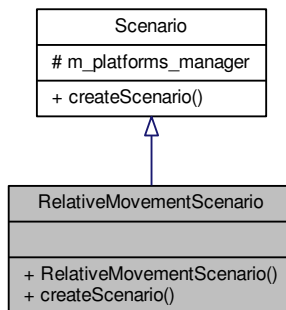 Scenario
# m_platforms_manager
+ createScenario()
RelativeMovementScenario
+ RelativeMovementScenario()
+ createScenario()